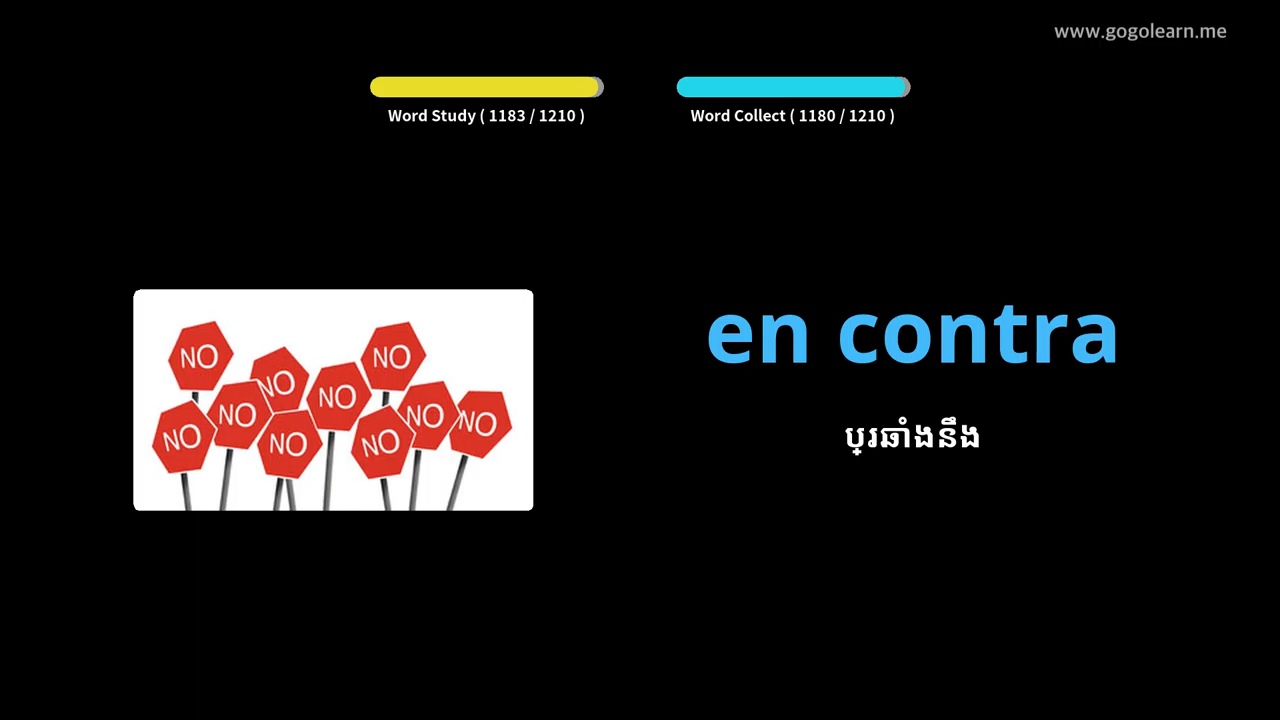 www.gogolearn.me
Word Study ( 1183 / 1210 )
Word Collect ( 1180 / 1210 )
en contra
ប្រឆាំងនឹង
NO
NO
NO
NO
NO
NO
NO
NO
NO
NO